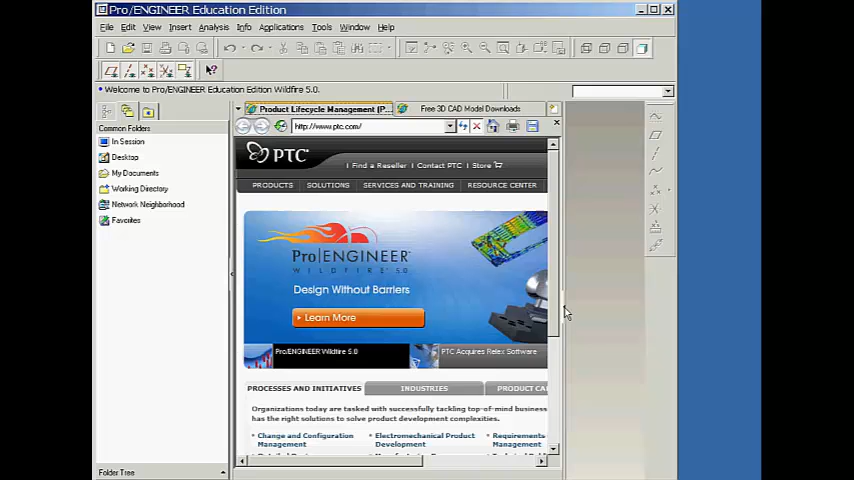 Pro/ENGINEER Education Edition
File Edit View Insert Analysis Info Applications Tools Window Help
• Welcome to Pro/ENGINEER Education Edition Wildfire 5.0.
Product Lifecycle Management [P... Free 3D CAD Model Downloads
Common Folders
http://www.ptc.com/
In Session
Desktop
My Documents
Working Directory
Network Neighborhood
Favorites
PTC
Find a Reseller | Contact PTC | Store
PRODUCTS SOLUTIONS SERVICES AND TRAINING RESOURCE CENTER
Pro|ENGINEER
WILDFIRE 5.0
Design Without Barriers
Learn More
Pro/ENGINEER Wildfire 5.0 PTC Acquires Relex Software
PROCESSES AND INITIATIVES INDUSTRIES PRODUCT CA
Organizations today are tasked with successfully tackling top-of-mind business
has the right solutions to solve product development complexities.
• Change and Configuration Management
• Electromechanical Product Development
• Requirements Management
Folder Tree